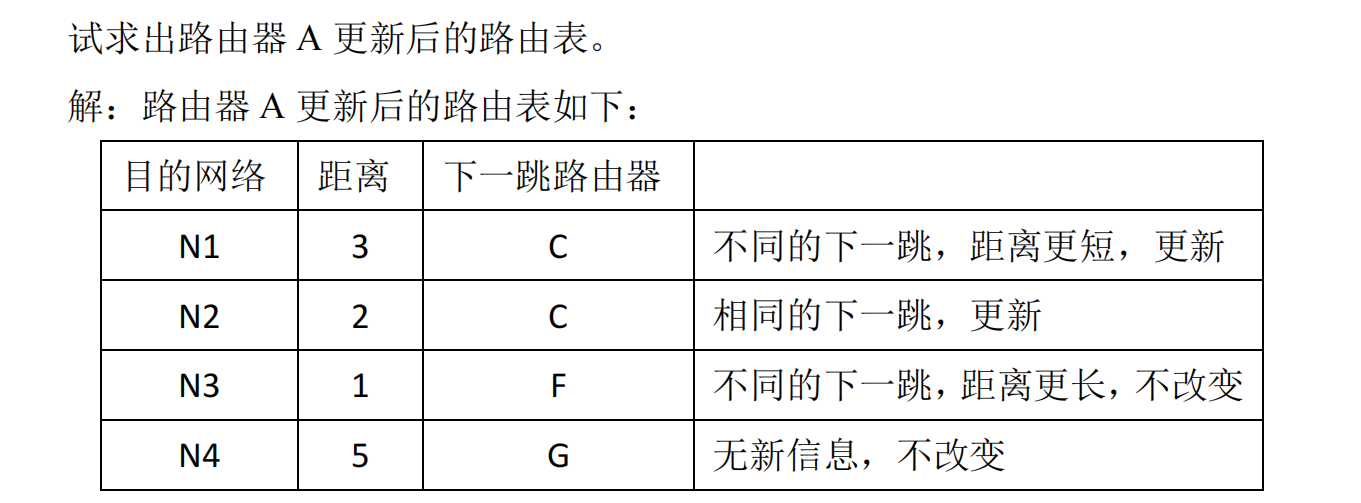 试求出路由器 A 更新后的路由表。
解：路由器 A 更新后的路由表如下：
目的网络 距离 下一跳路由器
N1 3 C 不同的下一跳，距离更短，更新
N2 2 C 相同的下一跳，更新
N3 1 F 不同的下一跳，距离更长，不改变
N4 5 G 无新信息，不改变